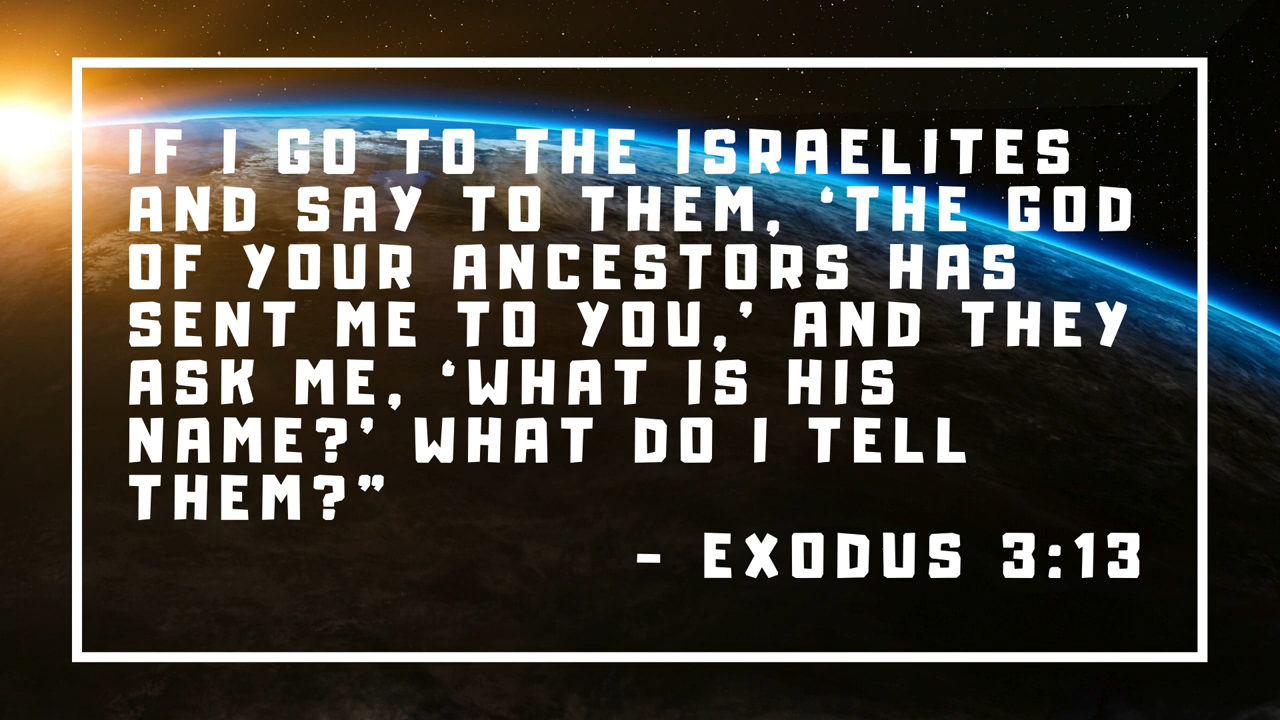 IF I GO TO THE ISRAELITES
AND SAY TO THEM, ‘THE GOD
OF YOUR ANCESTORS HAS
SENT ME TO YOU,’ AND THEY
ASK ME, ‘WHAT IS HIS
NAME?’ WHAT DO I TELL
THEM?”
- EXODUS 3:13